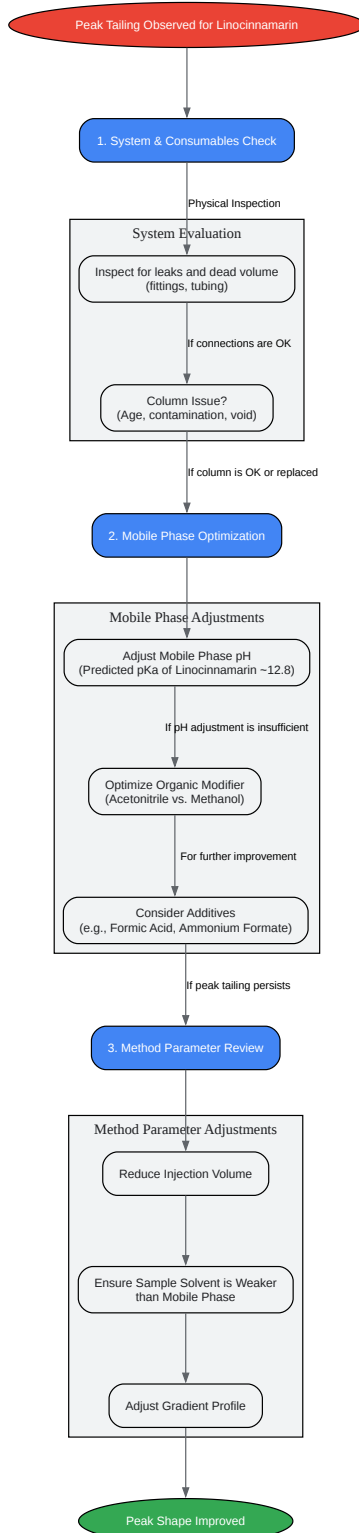 Peak Tailing Observed for Linocinnamarin
1. System & Consumables Check
Physical Inspection
System Evaluation
Inspect for leaks and dead volume
(fittings, tubing)
If connections are OK
Column Issue?
(Age, contamination, void)
If column is OK or replaced
2. Mobile Phase Optimization
Mobile Phase Adjustments
Adjust Mobile Phase pH
(Predicted pKa of Linocinnamarin ~12.8)
If pH adjustment is insufficient
Optimize Organic Modifier
(Acetonitrile vs. Methanol)
For further improvement
Consider Additives
(e.g., Formic Acid, Ammonium Formate)
If peak tailing persists
3. Method Parameter Review
Method Parameter Adjustments
Reduce Injection Volume
Ensure Sample Solvent is Weaker
than Mobile Phase
Adjust Gradient Profile
Peak Shape Improved